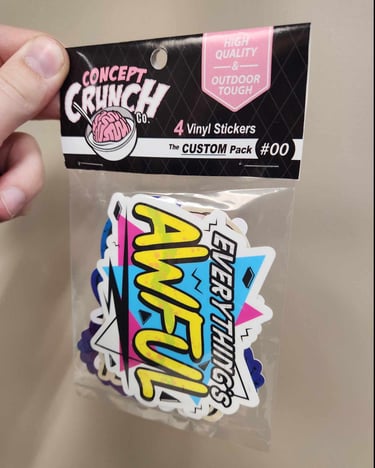 CONCEPT
CRUNCH
Co.
HIGH
QUALITY
&
OUTDOOR
TOUGH
4 Vinyl Stickers
The CUSTOM Pack #00
EVERYTHING'S
AWFUL